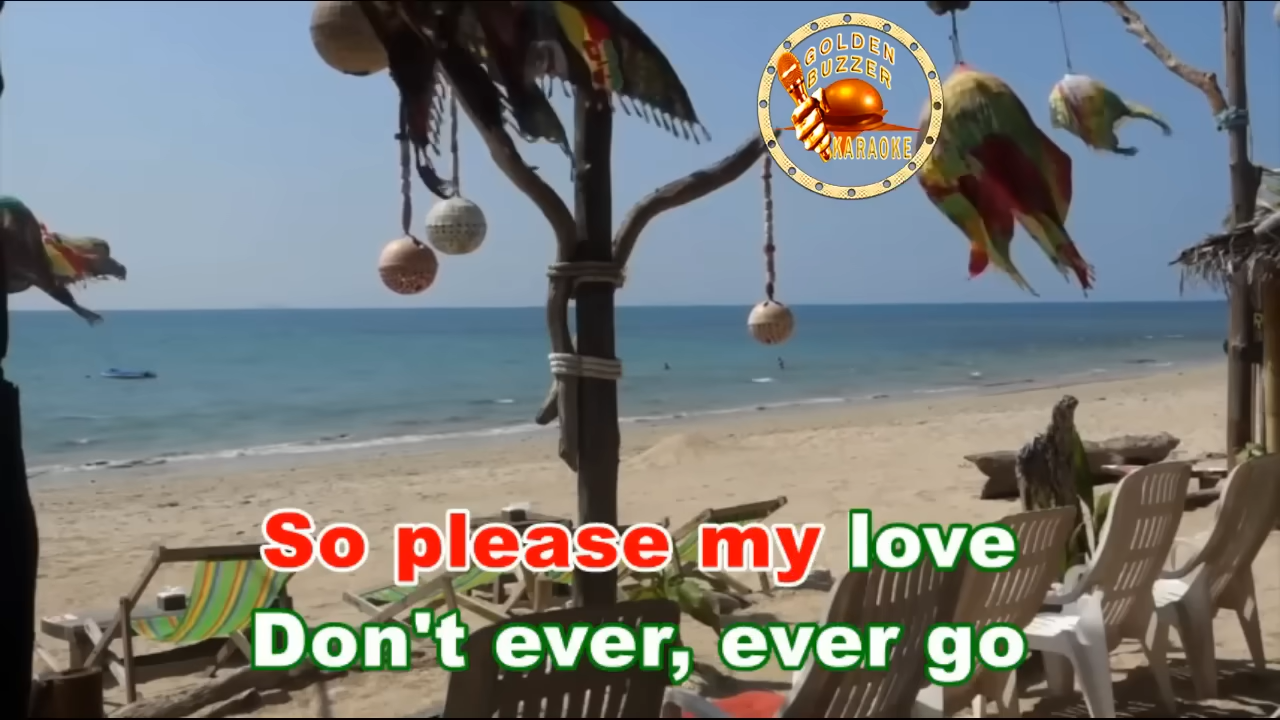 GOLDEN
BUZZER
KARAOKE
So please my love
Don't ever, ever go